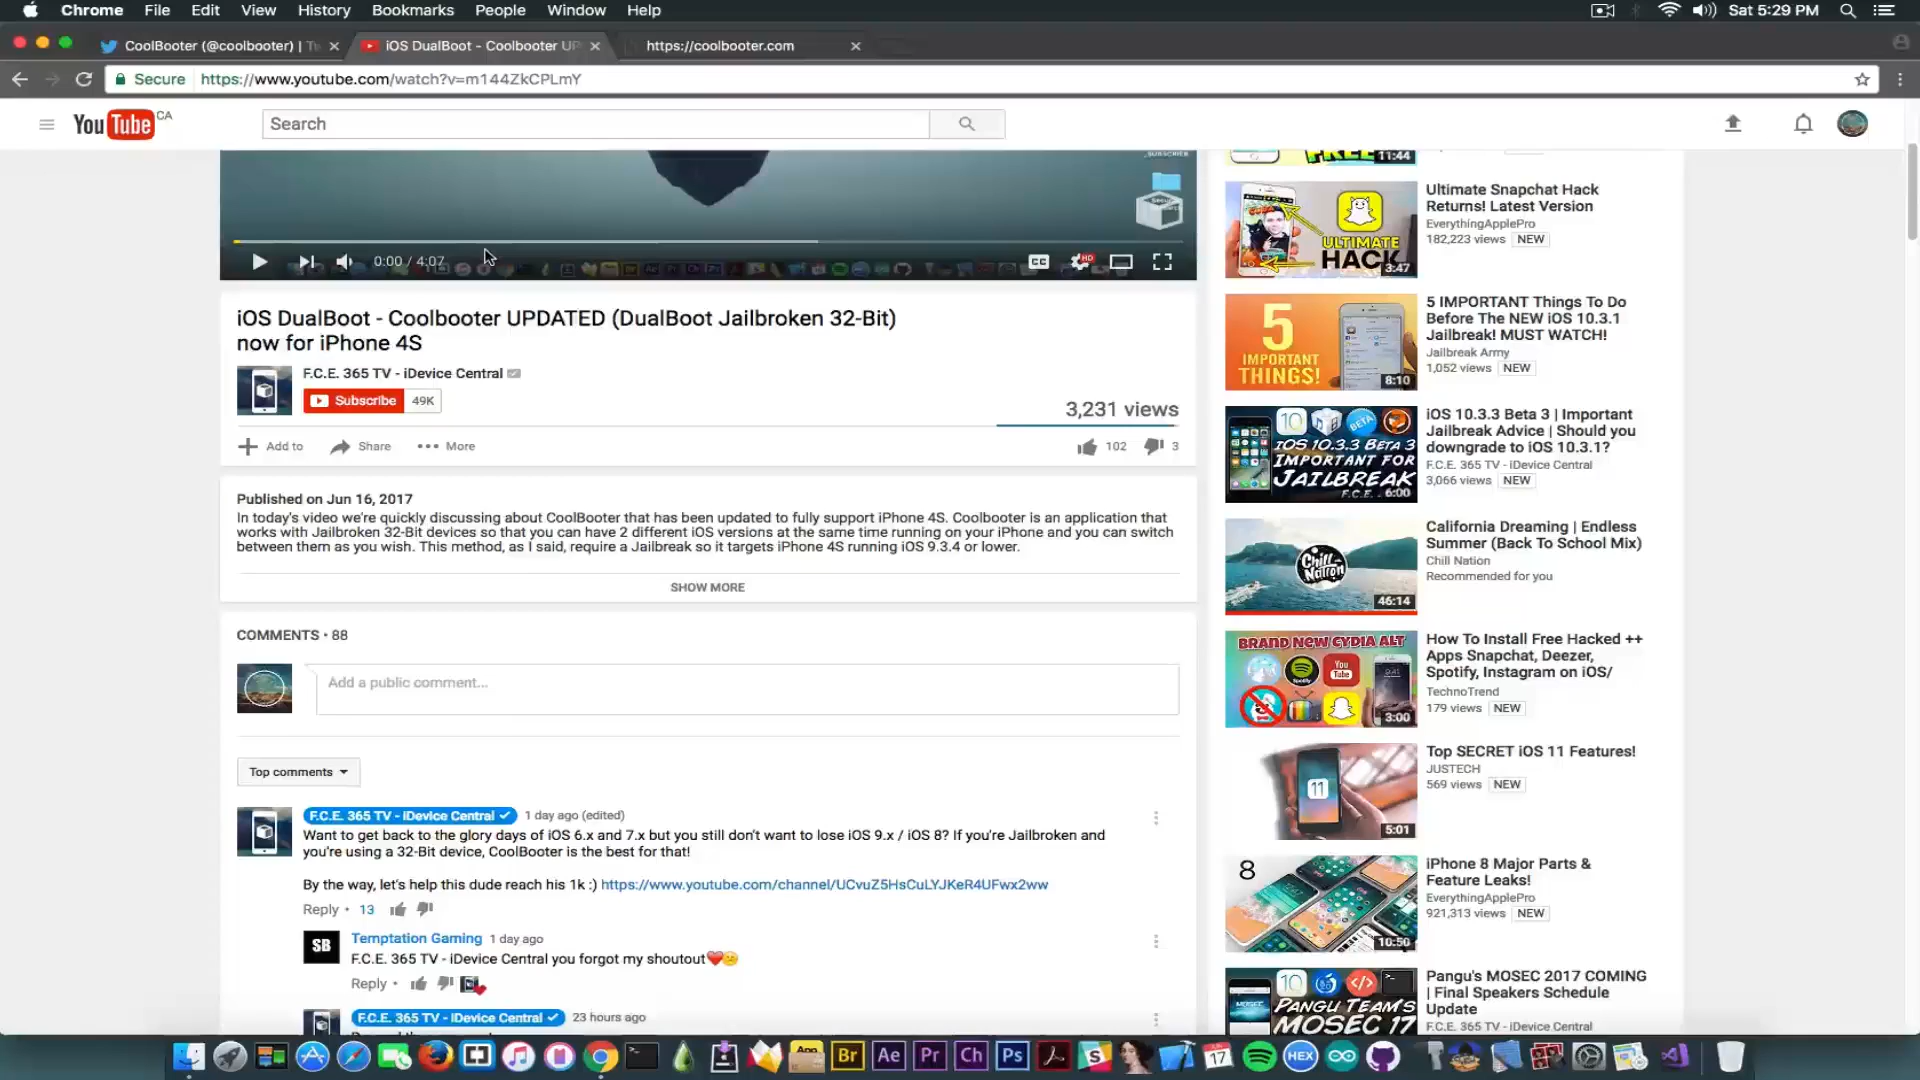 Chrome File Edit View History Bookmarks People Window Help Sat 5:29 PM
CoolBooter (@coolbooter) | Tw iOS DualBoot - Coolbooter UP https://coolbooter.com
Secure https://www.youtube.com/watch?v=m144ZkCPLmY
YouTube CA Search
SUBSCRIBE
0:00 / 4:07 CC HD
iOS DualBoot - Coolbooter UPDATED (DualBoot Jailbroken 32-Bit)
now for iPhone 4S
F.C.E. 365 TV - iDevice Central
Subscribe 49K
3,231 views
Add to Share More 102 3
Published on Jun 16, 2017
In today's video we're quickly discussing about CoolBooter that has been updated to fully support iPhone 4S. Coolbooter is an application that
works with Jailbroken 32-Bit devices so that you can have 2 different iOS versions at the same time running on your iPhone and you can switch
between them as you wish. This method, as I said, require a Jailbreak so it targets iPhone 4S running iOS 9.3.4 or lower.
SHOW MORE
COMMENTS • 88
Add a public comment...
Top comments
F.C.E. 365 TV - iDevice Central 1 day ago (edited)
Want to get back to the glory days of iOS 6.x and 7.x but you still don't want to lose iOS 9.x / iOS 8? If you're Jailbroken and
you're using a 32-Bit device, CoolBooter is the best for that!
By the way, let's help this dude reach his 1k :) https://www.youtube.com/channel/UCvuZ5HsCuLYJKeR4UFwx2ww
Reply • 13
SB Temptation Gaming 1 day ago
F.C.E. 365 TV - iDevice Central you forgot my shoutout❤️😕
Reply •
F.C.E. 365 TV - iDevice Central 23 hours ago
FREE 11:44
ULTIMATE
HACK 3:47
Ultimate Snapchat Hack
Returns! Latest Version
EverythingApplePro
182,223 views NEW
5
IMPORTANT
THINGS! 8:10
5 IMPORTANT Things To Do
Before The NEW iOS 10.3.1
Jailbreak! MUST WATCH!
Jailbreak Army
1,052 views NEW
10 BETA
iOS 10.3.3 BETA 3
IMPORTANT FOR
JAILBREAK
F.C.E. 6:00
iOS 10.3.3 Beta 3 | Important
Jailbreak Advice | Should you
downgrade to iOS 10.3.1?
F.C.E. 365 TV - iDevice Central
3,066 views NEW
Chill
Nation
46:14
California Dreaming | Endless
Summer (Back To School Mix)
Chill Nation
Recommended for you
BRAND NEW CYDIA ALT
You
Tube
3:00
How To Install Free Hacked ++
Apps Snapchat, Deezer,
Spotify, Instagram on iOS/
TechnoTrend
179 views NEW
11
5:01
Top SECRET iOS 11 Features!
JUSTECH
569 views NEW
8
10:50
iPhone 8 Major Parts &
Feature Leaks!
EverythingApplePro
921,313 views NEW
10
PANGU TEAM'S
MOSEC 17
Pangu's MOSEC 2017 COMING
| Final Speakers Schedule
Update
F.C.E. 365 TV - iDevice Central
Br Ae Pr Ch Ps 17 HEX